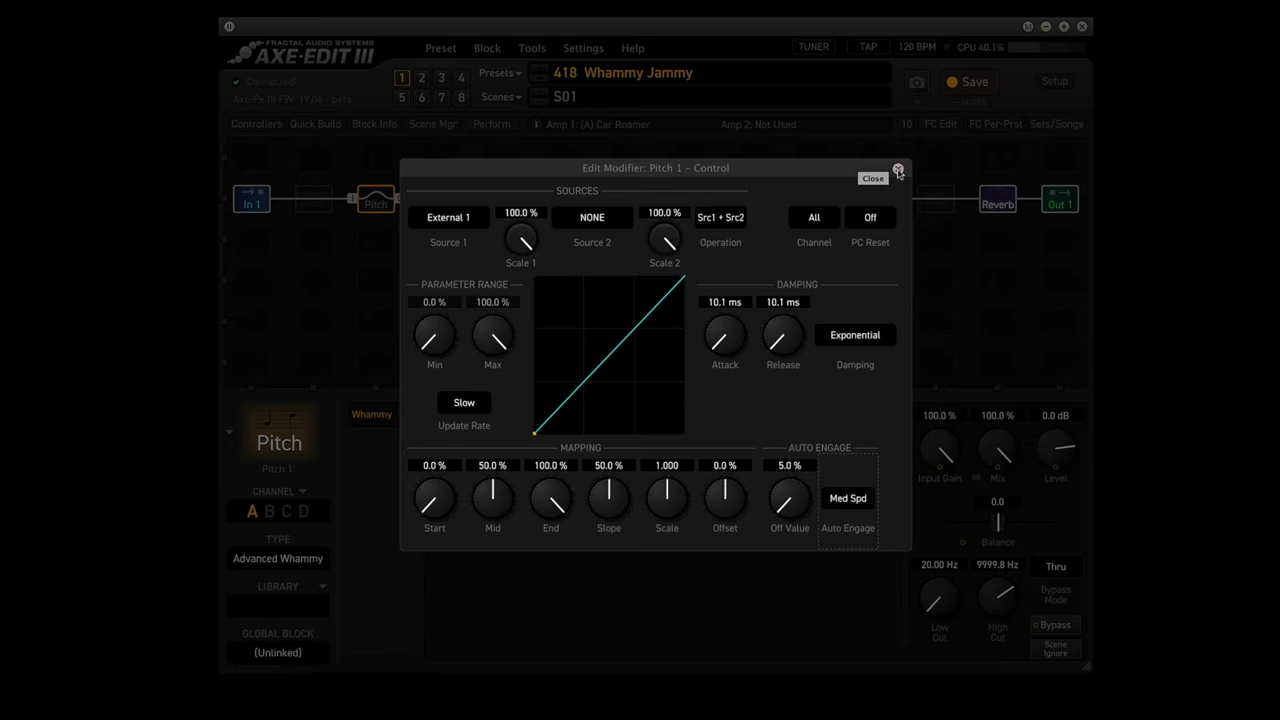 FRACTAL AUDIO SYSTEMS
AXE-EDIT III
Preset Block Tools Settings Help
TUNER TAP 120 BPM CPU 40.1%
Connected!
Axe-Fx III FW: 19.06 - beta
1 2 3 4
5 6 7 8
Presets
418 Whammy Jammy
Scenes
S01
Save
Setup
Controllers Quick Build Block Info Scene Mgr Perform
Amp 1: (A) Car Roamer
Amp 2: Not Used
10 FC Edit FC Per-Prst Sets/Songs
Edit Modifier: Pitch 1 - Control
Close
In 1
Pitch
Reverb
Out 1
SOURCES
External 1 100.0 % NONE 100.0 % Src1 + Src2 All Off
Source 1 Scale 1 Source 2 Scale 2 Operation Channel PC Reset
PARAMETER RANGE
0.0 % 100.0 %
Min Max
Slow
Update Rate
DAMPING
10.1 ms 10.1 ms Exponential
Attack Release Damping
MAPPING
0.0 % 50.0 % 100.0 % 50.0 % 1.000 0.0 %
Start Mid End Slope Scale Offset
AUTO ENGAGE
5.0 % Med Spd
Off Value Auto Engage
Whammy
Pitch
Pitch 1
CHANNEL
A B C D
TYPE
Advanced Whammy
LIBRARY
GLOBAL BLOCK
(Unlinked)
100.0 % 100.0 % 0.0 dB
Input Gain Mix Level
0.0
Balance
20.00 Hz 9999.8 Hz Thru
Low Cut
High Cut
Bypass Mode
Bypass
Scene Ignore